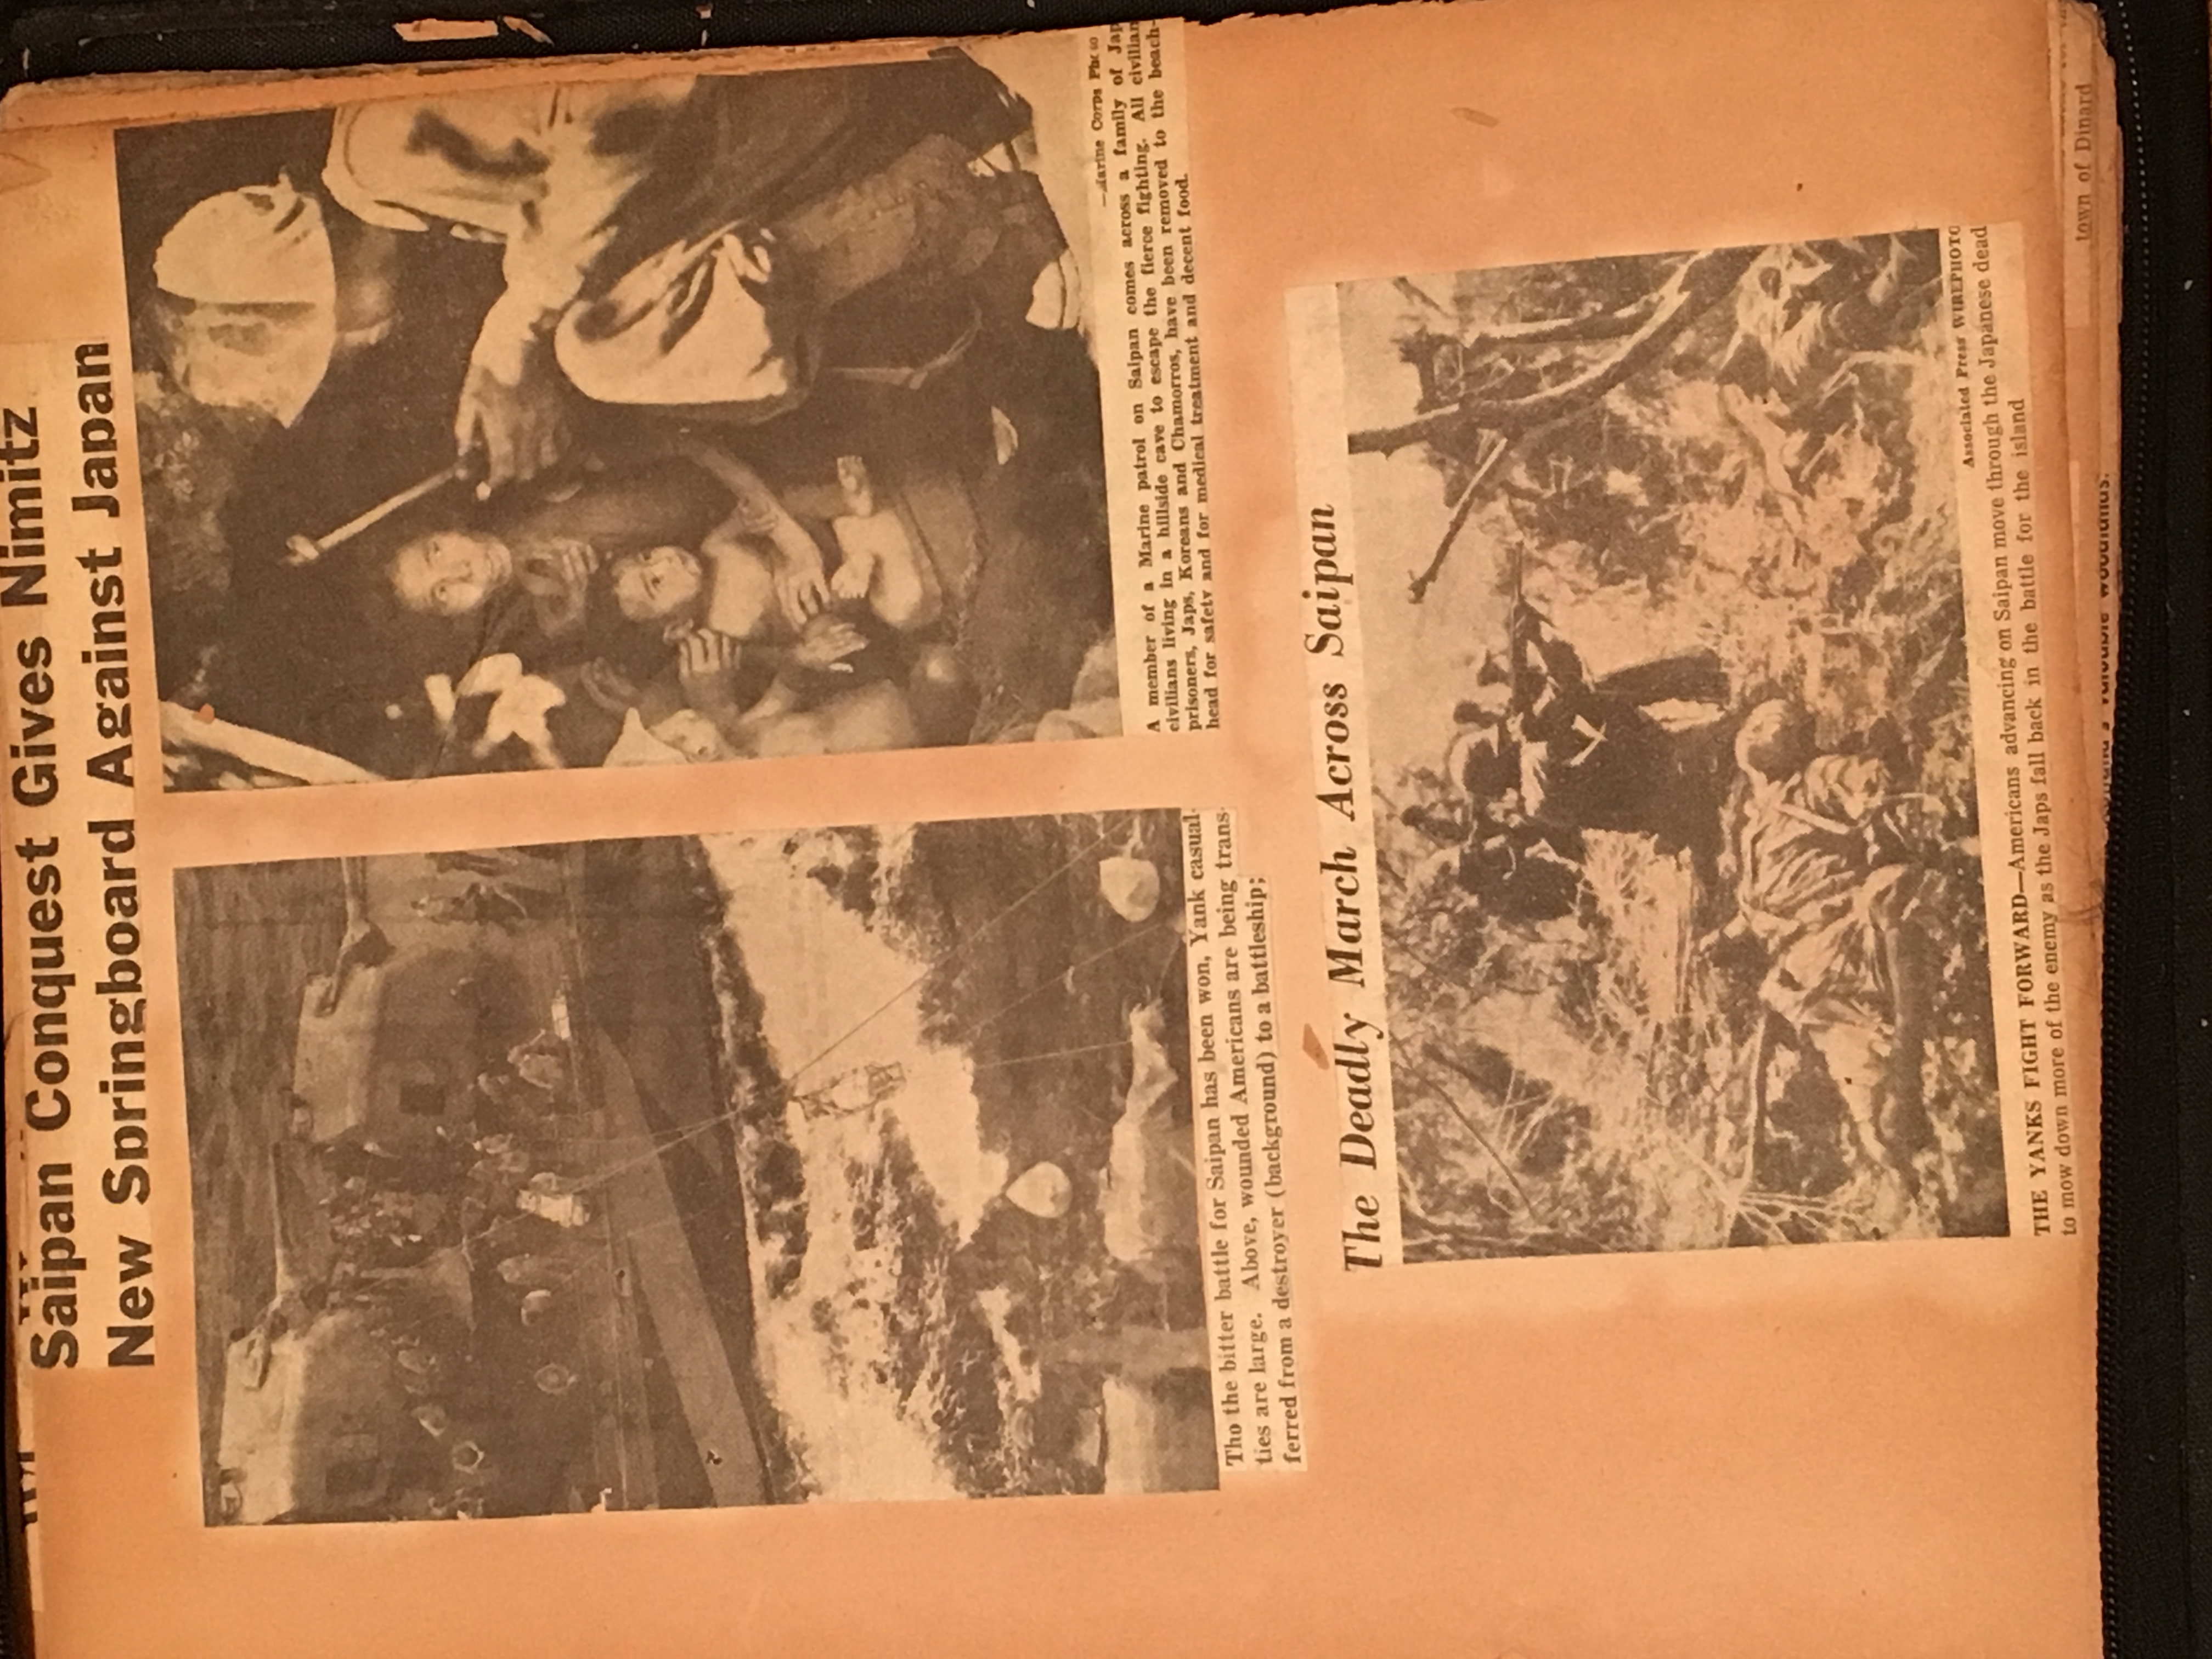 Saipan Conquest Gives Nimitz
New Springboard Against Japan
Tho the bitter battle for Saipan has been won, Yank casual-
ties are large. Above, wounded Americans are being trans-
ferred from a destroyer (background) to a battleship;
—Marine Corps Photo
A member of a Marine patrol on Saipan comes across a family of Jap
civilians living in a hillside cave to escape the fierce fighting. All civilian
prisoners, Japs, Koreans and Chamorros, have been removed to the beach-
head for safety and for medical treatment and decent food.
The Deadly March Across Saipan
Associated Press WIREPHOTO
THE YANKS FIGHT FORWARD—Americans advancing on Saipan move through the Japanese dead
to mow down more of the enemy as the Japs fall back in the battle for the island
town of Dinard
valuable woodlands.